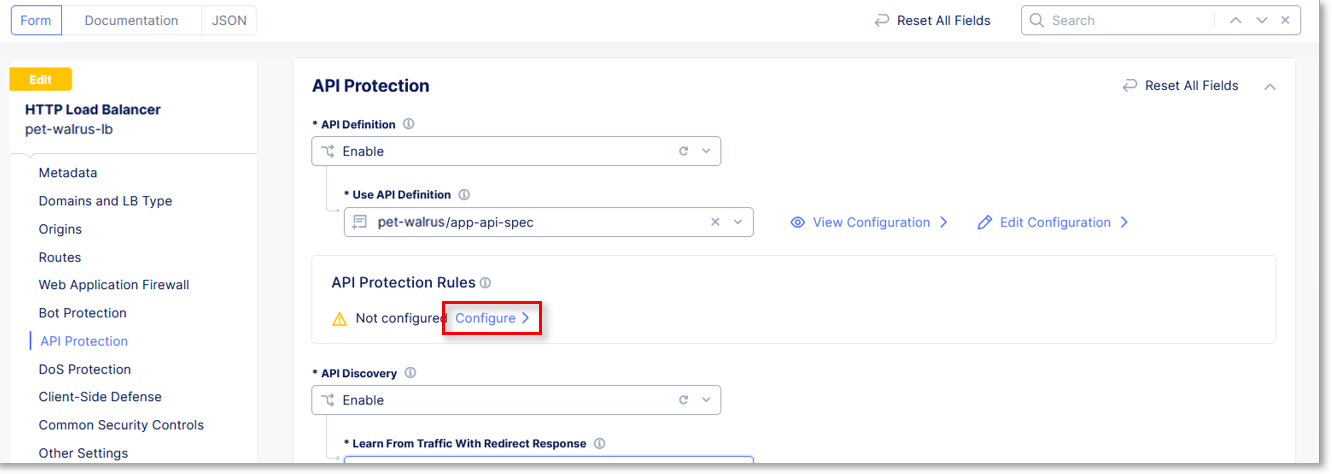 Form Documentation JSON Reset All Fields Search
Edit
HTTP Load Balancer
pet-walrus-lb
Metadata
Domains and LB Type
Origins
Routes
Web Application Firewall
Bot Protection
API Protection
DoS Protection
Client-Side Defense
Common Security Controls
Other Settings
API Protection Reset All Fields
* API Definition
Enable
* Use API Definition
pet-walrus/app-api-spec View Configuration Edit Configuration
API Protection Rules
Not configured Configure
* API Discovery
Enable
* Learn From Traffic With Redirect Response